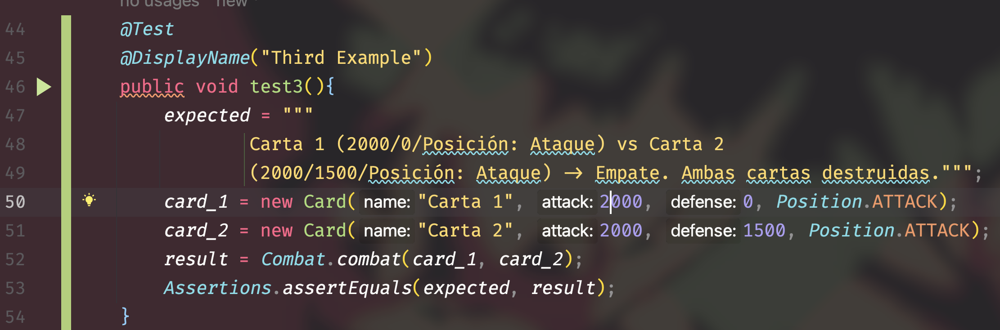 no usages new *
44 @Test
45 @DisplayName("Third Example")
46 public void test3(){
47 expected = """
48 Carta 1 (2000/0/Posición: Ataque) vs Carta 2
49 (2000/1500/Posición: Ataque) -> Empate. Ambas cartas destruidas.""";
50 card_1 = new Card( name: "Carta 1", attack: 2000, defense: 0, Position.ATTACK);
51 card_2 = new Card( name: "Carta 2", attack: 2000, defense: 1500, Position.ATTACK);
52 result = Combat.combat(card_1, card_2);
53 Assertions.assertEquals(expected, result);
54 }